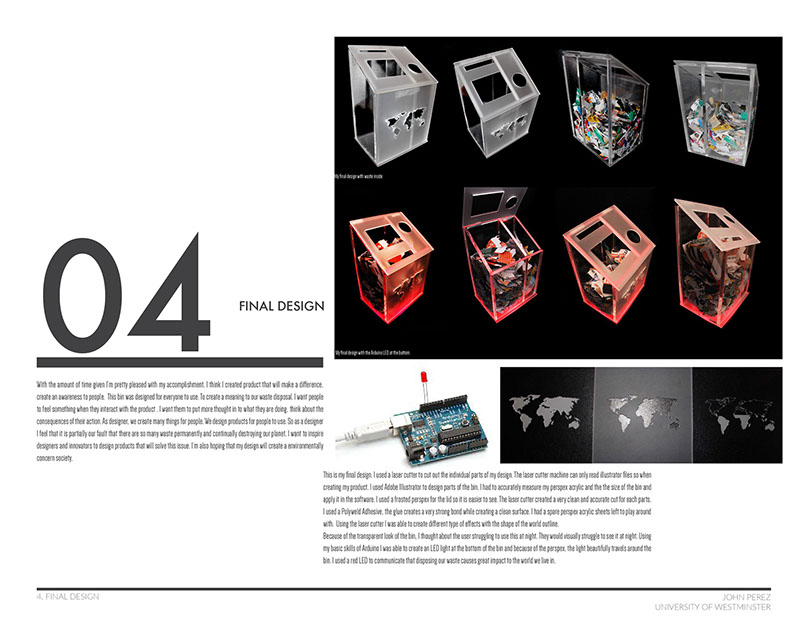 My final design with waste inside
04
FINAL DESIGN
My final design with the Arduino LED at the bottom
With the amount of time given I'm pretty pleased with my accomplishment. I think I created product that will make a difference,
create an awareness to people. This bin was designed for everyone to use. To create a meaning to our waste disposal. I want people
to feel something when they interact with the product . I want them to put more thought in to what they are doing, think about the
consequences of their action. As designer, we create many things for people. We design products for people to use. So as a designer
I feel that it is partially our fault that there are so many waste permanently and continually destroying our planet. I want to inspire
designers and innovators to design products that will solve this issue. I'm also hoping that my design will create a environmentally
concern society.
This is my final design. I used a laser cutter to cut out the individual parts of my design. The laser cutter machine can only read illustrator files so when
creating my product. I used Adobe Illustrator to design parts of the bin. I had to accurately measure my perspex acrylic and the the size of the bin and
apply it in the software. I used a frosted perspex for the lid so it is easier to see. The laser cutter created a very clean and accurate cut for each parts.
I used a Polyweld Adhesive, the glue creates a very strong bond while creating a clean surface. I had a spare perspex acrylic sheets left to play around
with. Using the laser cutter I was able to create different type of effects with the shape of the world outline.
Because of the transparent look of the bin, I thought about the user struggling to use this at night. They would visually struggle to see it at night. Using
my basic skills of Arduino I was able to create an LED light at the bottom of the bin and because of the perspex, the light beautifully travels around the
bin. I used a red LED to communicate that disposing our waste causes great impact to the world we live in.
4. FINAL DESIGN
JOHN PEREZ
UNIVERSITY OF WESTMINSTER